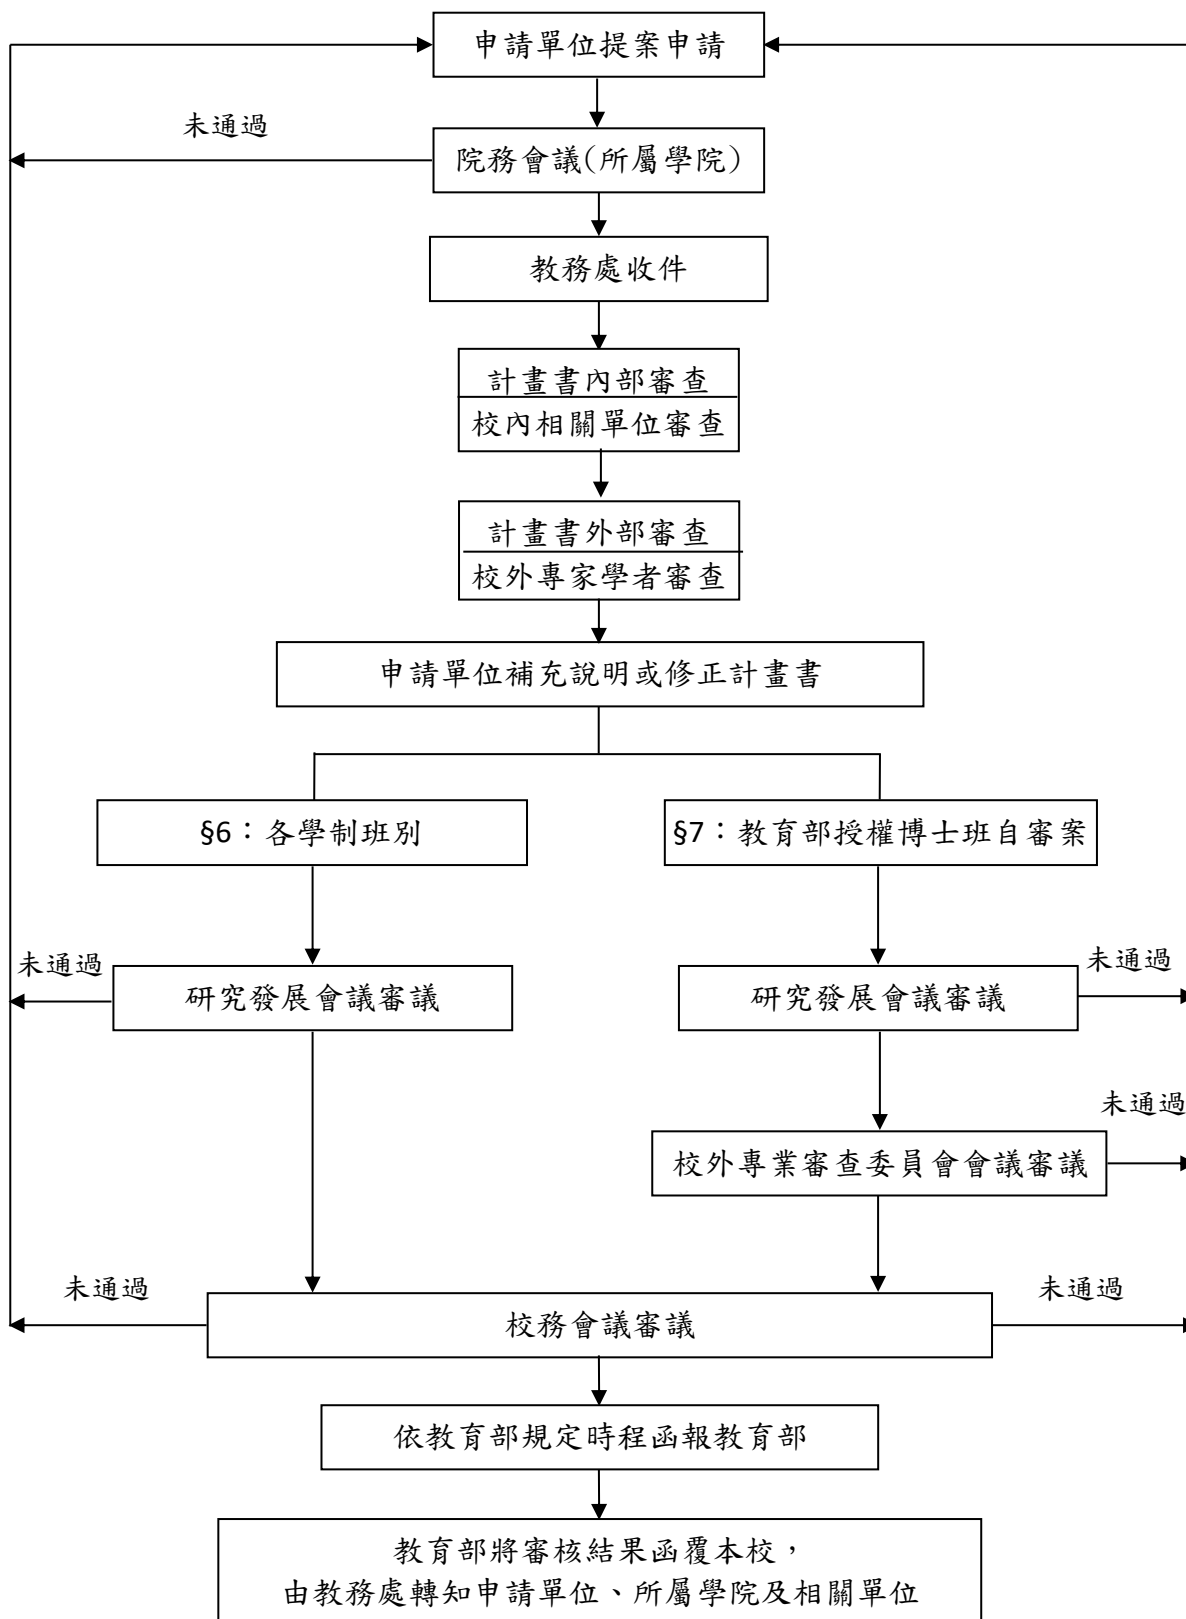 申請單位提案申請
未通過
院務會議(所屬學院)
教務處收件
計畫書內部審查
校內相關單位審查
計畫書外部審查
校外專家學者審查
申請單位補充說明或修正計畫書
§6：各學制班別
§7：教育部授權博士班自審案
未通過
研究發展會議審議
研究發展會議審議
未通過
未通過
校外專業審查委員會會議審議
未通過
校務會議審議
未通過
依教育部規定時程函報教育部
教育部將審核結果函覆本校，
由教務處轉知申請單位、所屬學院及相關單位